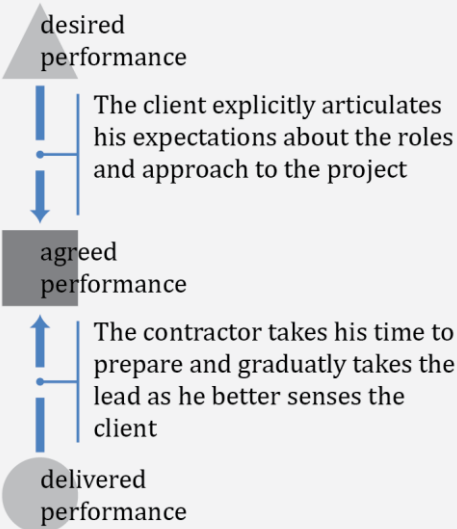 desired
performance
The client explicitly articulates
his expectations about the roles
and approach to the project
agreed
performance
The contractor takes his time to
prepare and graduatly takes the
lead as he better senses the
client
delivered
performance